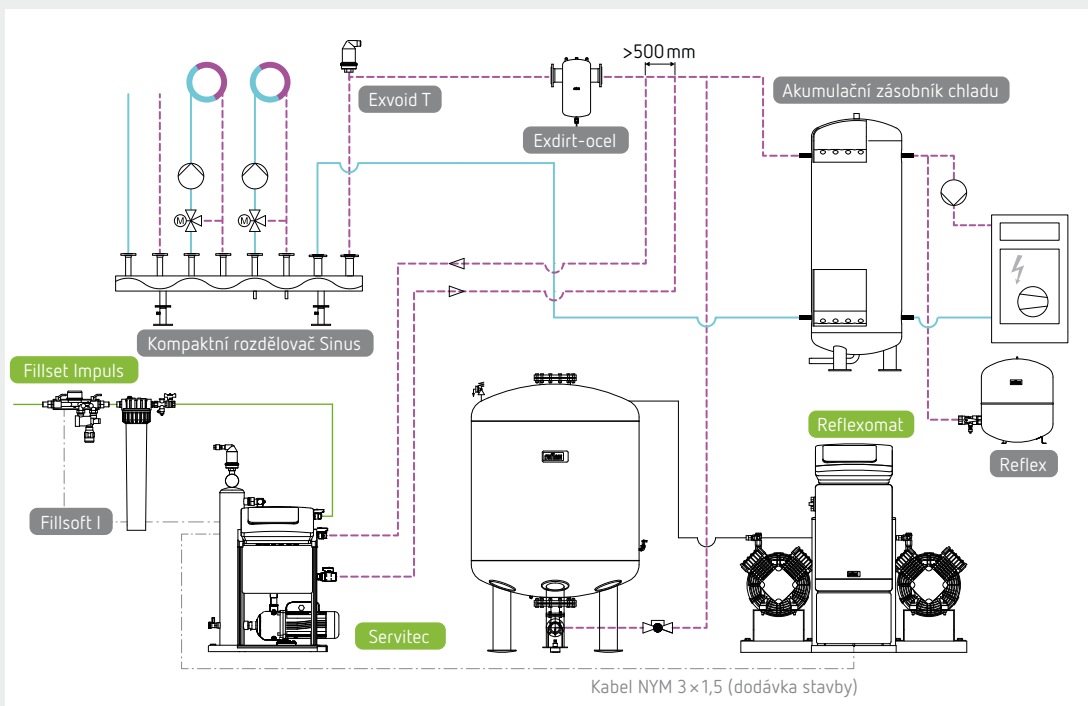 >500 mm
Exvoid T
Akumulační zásobník chladu
Exdirt-ocel
M
M
Kompaktní rozdělovač Sinus
Fillset Impuls
Reflexomat
Reflex
Fillsoft I
Servitec
Kabel NYM 3 × 1,5 (dodávka stavby)